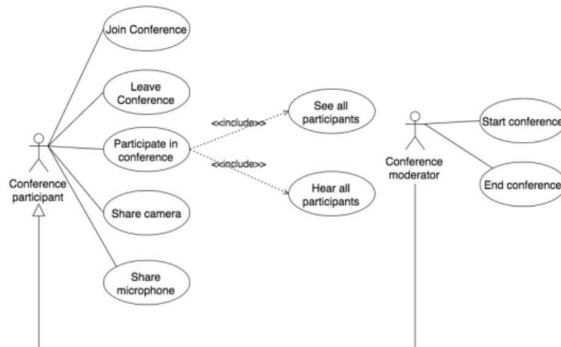 Join Conference
Leave
Conference
Participate in
conference
<<include>>
<<include>>
See all
participants
Hear all
participants
Conference
participant
Share camera
Share
microphone
Conference
moderator
Start conference
End conference